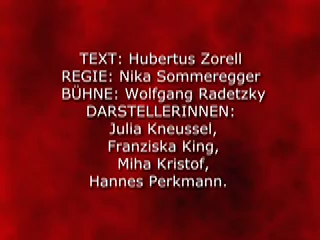 TEXT: Hubertus Zorell
REGIE: Nika Sommeregger
BÜHNE: Wolfgang Radetzky
DARSTELLERINNEN:
Julia Kneussel,
Franziska King,
Miha Kristof,
Hannes Perkmann.